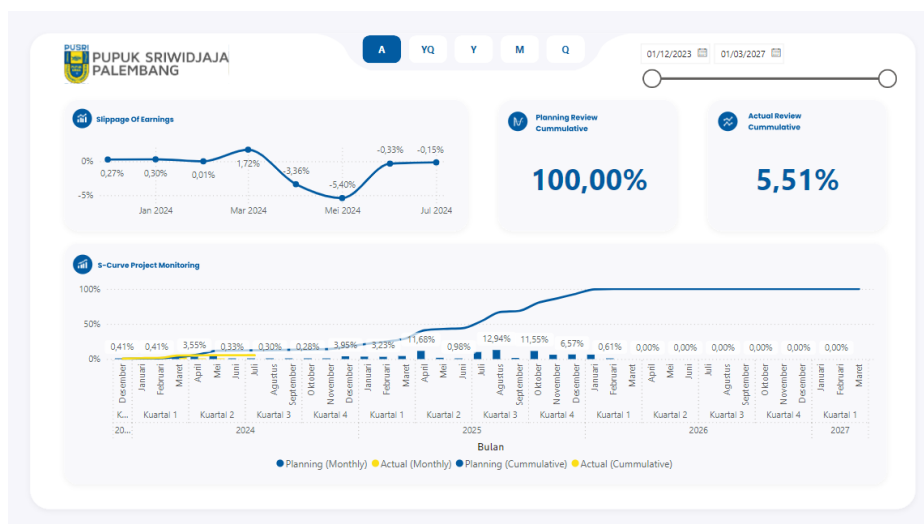 PUSRI
PUPUK SRIWIDJAJA
PALEMBANG
A YQ Y M Q
01/12/2023 01/03/2027
Slippage Of Earnings
0%
-5%
0,27% 0,30% 0,01% 1,72% -3,36% -5,40% -0,33% -0,15%
Jan 2024 Mar 2024 Mei 2024 Jul 2024
Planning Review
Cummulative
100,00%
Actual Review
Cummulative
5,51%
S-Curve Project Monitoring
100%
50%
0%
0,41% 0,41% 3,55% 0,33% 0,30% 0,28% 3,95% 3,23% 11,68% 0,98% 12,94% 11,55% 6,57% 0,61% 0,00% 0,00% 0,00% 0,00% 0,00% 0,00%
Desember Januari Februari Maret April Mei Juni Juli Agustus September Oktober November Desember Januari Februari Maret April Mei Juni Juli Agustus September Oktober November Desember Januari Februari Maret April Mei Juni Juli Agustus September Oktober November Desember Januari Februari Maret
K... Kuartal 1 Kuartal 2 Kuartal 3 Kuartal 4 Kuartal 1 Kuartal 2 Kuartal 3 Kuartal 4 Kuartal 1 Kuartal 2 Kuartal 3 Kuartal 4 Kuartal 1
20... 2024 2025 2026 2027
Bulan
Planning (Monthly) Actual (Monthly) Planning (Cummulative) Actual (Cummulative)